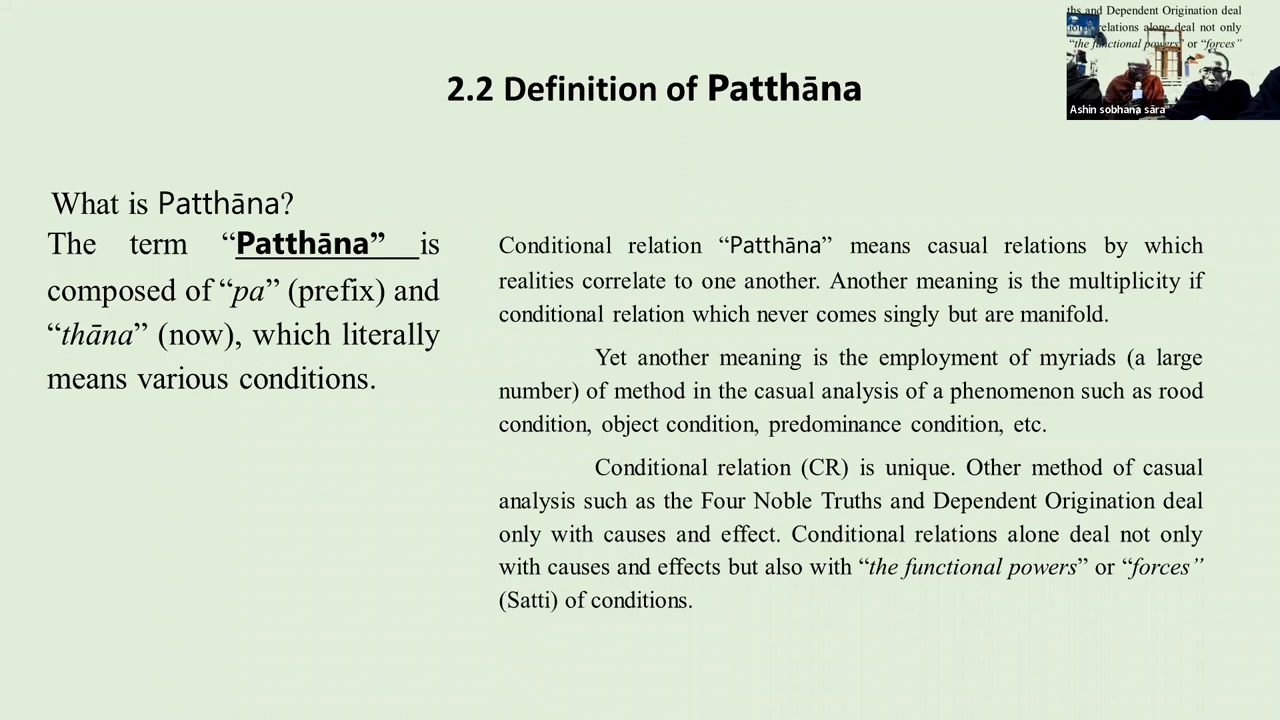 2.2 Definition of Patthāna
What is Patthāna?
The term “Patthāna” is
composed of “pa” (prefix) and
“thāna” (now), which literally
means various conditions.
Conditional relation “Patthāna” means casual relations by which
realities correlate to one another. Another meaning is the multiplicity if
conditional relation which never comes singly but are manifold.
Yet another meaning is the employment of myriads (a large
number) of method in the casual analysis of a phenomenon such as rood
condition, object condition, predominance condition, etc.
Conditional relation (CR) is unique. Other method of casual
analysis such as the Four Noble Truths and Dependent Origination deal
only with causes and effect. Conditional relations alone deal not only
with causes and effects but also with “the functional powers” or “forces”
(Satti) of conditions.
ths and Dependent Origination deal
relations alone deal not only
“the functional powers” or “forces”
Ashin sobhana sāra